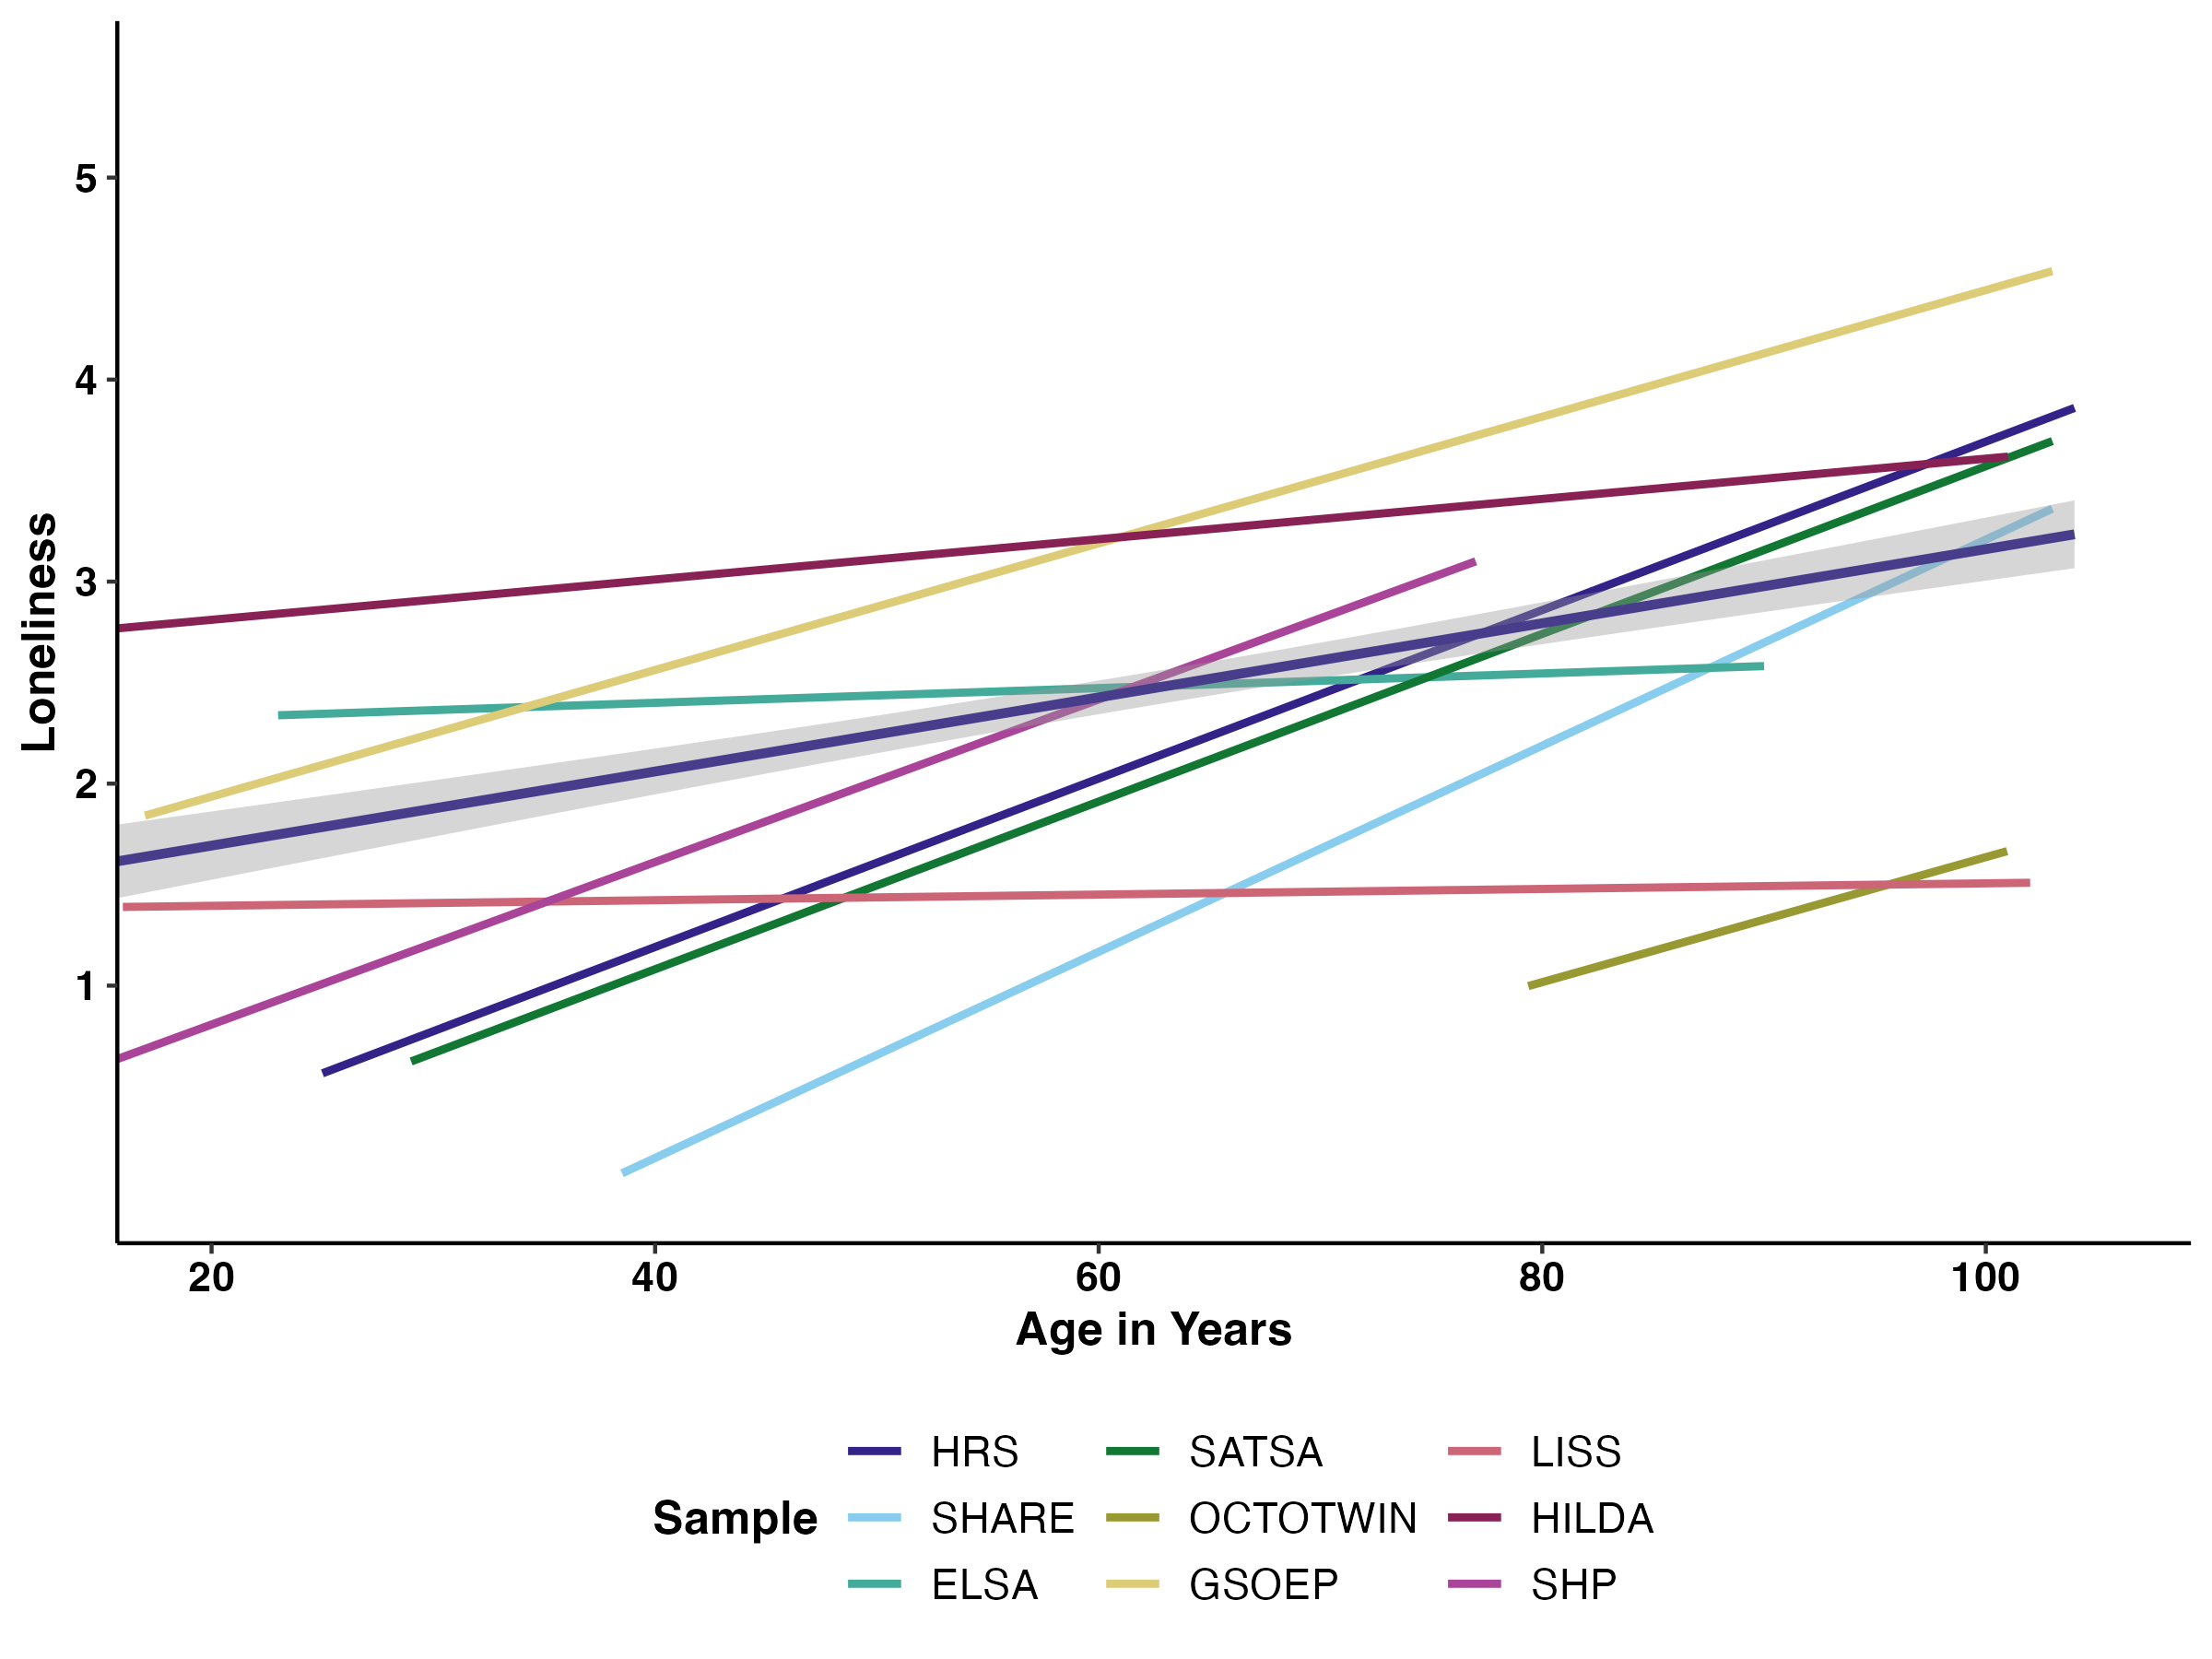 Loneliness
5
4
3
2
1
20 40 60 80 100
Age in Years
Sample
HRS SATSA LISS
SHARE OCTOTWIN HILDA
ELSA GSOEP SHP